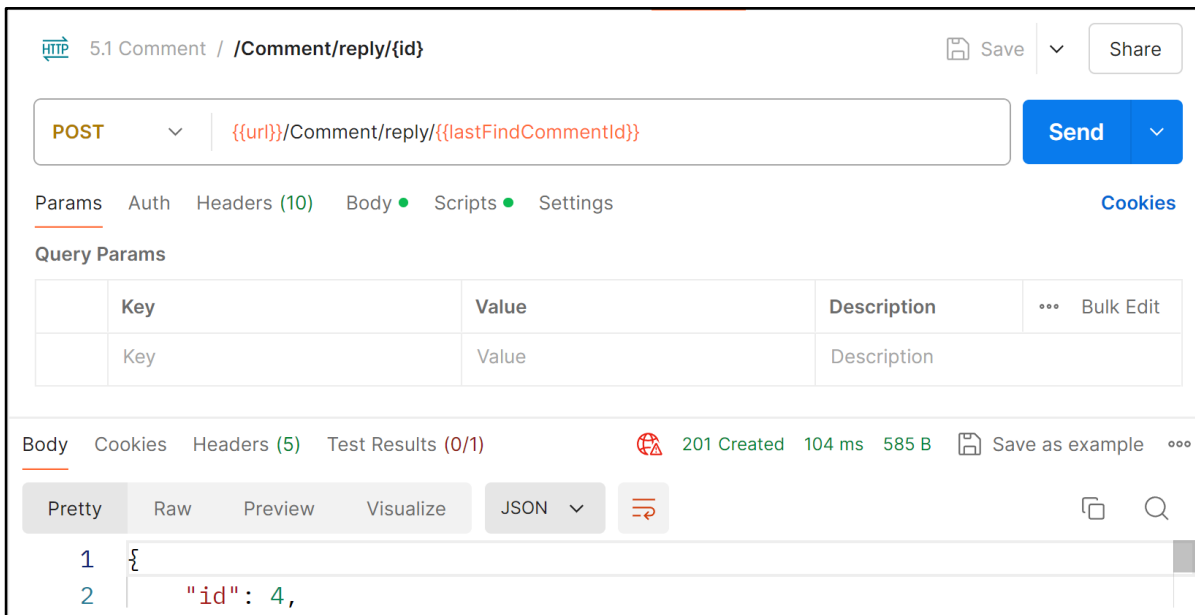 HTTP 5.1 Comment / /Comment/reply/{id} Save Share
POST {{url}}/Comment/reply/{{lastFindCommentId}} Send
Params Auth Headers (10) Body Scripts Settings Cookies
Query Params
Key Value Description Bulk Edit
Key Value Description
Body Cookies Headers (5) Test Results (0/1) 201 Created 104 ms 585 B Save as example
Pretty Raw Preview Visualize JSON
1 {
2 "id": 4,